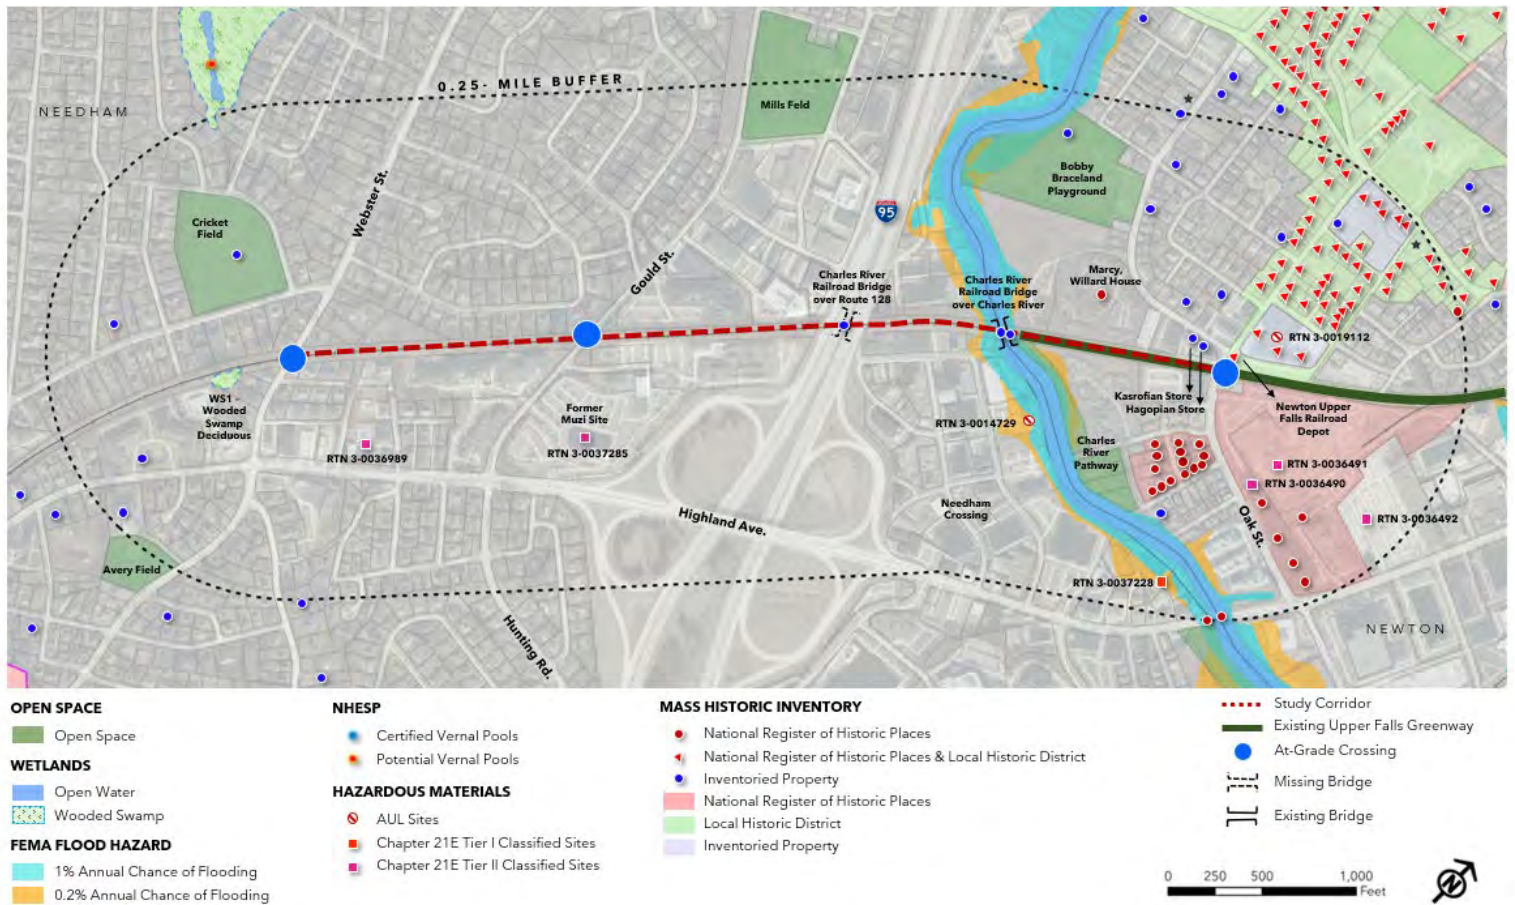 0.25- MILE BUFFER
NEEDHAM
Mills Feld
Bobby
Braceland
Playground
Webster St.
Cricket
Field
95
Gould St.
Charles River
Railroad Bridge
over Route 128
Charles River
Railroad Bridge
over Charles River
Marcy,
Willard House
RTN 3-0019112
WS1 -
Wooded
Swamp
Deciduous
Former
Muzi Site
RTN 3-0036989
RTN 3-0037285
RTN 3-0014729
Kasrofian Store
Hagopian Store
Newton Upper
Falls Railroad
Depot
Charles
River
Pathway
RTN 3-0036491
RTN 3-0036490
Needham
Crossing
Highland Ave.
Oak St.
RTN 3-0036492
Avery Field
RTN 3-0037228
Hunting Rd.
NEWTON
OPEN SPACE
Open Space
WETLANDS
Open Water
Wooded Swamp
FEMA FLOOD HAZARD
1% Annual Chance of Flooding
0.2% Annual Chance of Flooding
NHESP
Certified Vernal Pools
Potential Vernal Pools
HAZARDOUS MATERIALS
AUL Sites
Chapter 21E Tier I Classified Sites
Chapter 21E Tier II Classified Sites
MASS HISTORIC INVENTORY
National Register of Historic Places
National Register of Historic Places & Local Historic District
Inventoried Property
National Register of Historic Places
Local Historic District
Inventoried Property
Study Corridor
Existing Upper Falls Greenway
At-Grade Crossing
Missing Bridge
Existing Bridge
0 250 500 1,000
Feet
N